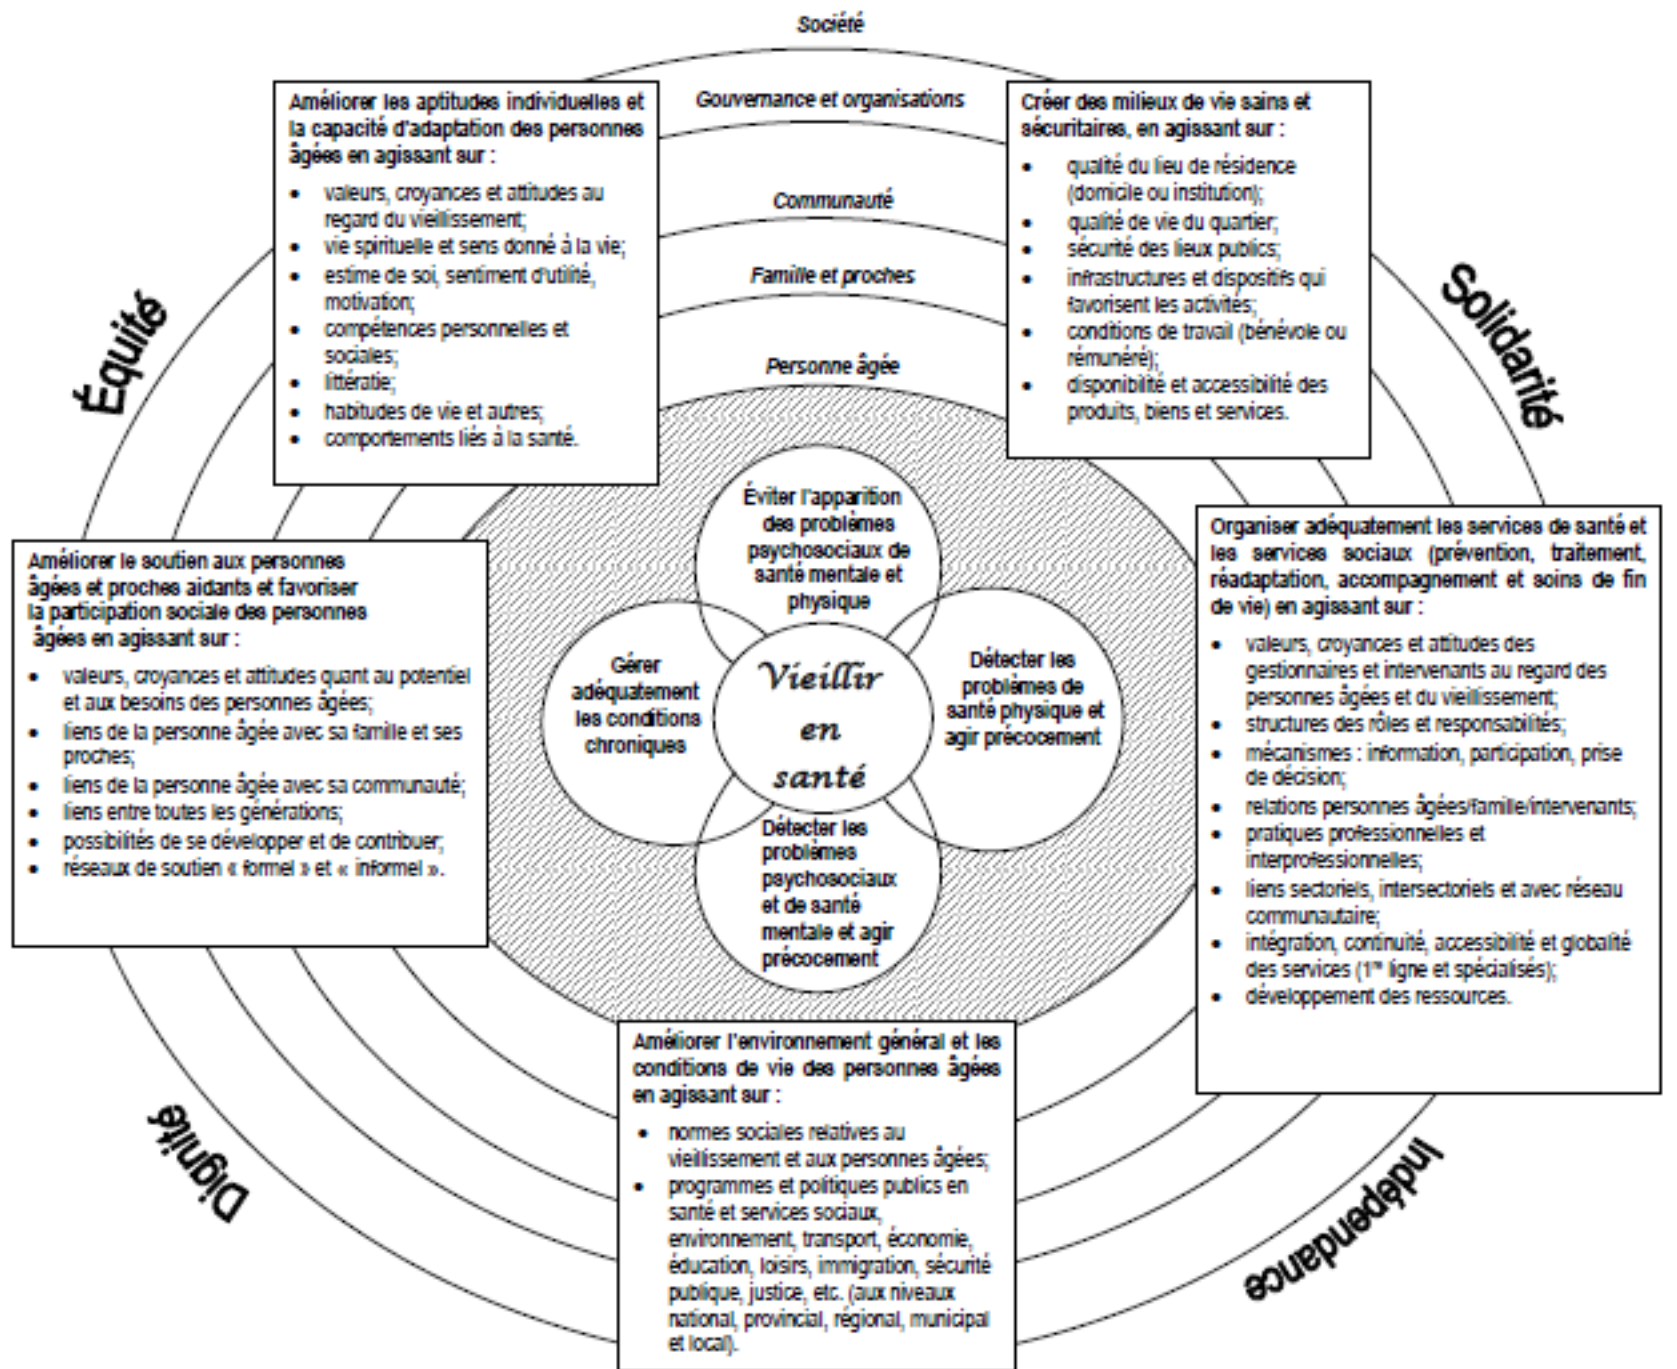 Société
Gouvernance et organisations
Communauté
Famille et proches
Personne âgée
Équité
Solidarité
Dignité
Indépendance
Améliorer les aptitudes individuelles et
la capacité d'adaptation des personnes
âgées en agissant sur :
• valeurs, croyances et attitudes au
regard du vieillissement;
• vie spirituelle et sens donné à la vie;
• estime de soi, sentiment d'utilité,
motivation;
• compétences personnelles et
sociales;
• littératie;
• habitudes de vie et autres;
• comportements liés à la santé.
Créer des milieux de vie sains et
sécuritaires, en agissant sur :
• qualité du lieu de résidence
(domicile ou institution);
• qualité de vie du quartier;
• sécurité des lieux publics;
• infrastructures et dispositifs qui
favorisent les activités;
• conditions de travail (bénévole ou
rémunéré);
• disponibilité et accessibilité des
produits, biens et services.
Améliorer le soutien aux personnes
âgées et proches aidants et favoriser
la participation sociale des personnes
âgées en agissant sur :
• valeurs, croyances et attitudes quant au potentiel
et aux besoins des personnes âgées;
• liens de la personne âgée avec sa famille et ses
proches;
• liens de la personne âgée avec sa communauté;
• liens entre toutes les générations;
• possibilités de se développer et de contribuer;
• réseaux de soutien « formel » et « informel ».
Éviter l'apparition
des problèmes
psychosociaux de
santé mentale et
physique
Gérer
adéquatement
les conditions
chroniques
Vieillir
en
santé
Détecter les
problèmes de
santé physique et
agir précocement
Détecter les
problèmes
psychosociaux
et de santé
mentale et agir
précocement
Organiser adéquatement les services de santé et
les services sociaux (prévention, traitement,
réadaptation, accompagnement et soins de fin
de vie) en agissant sur :
• valeurs, croyances et attitudes des
gestionnaires et intervenants au regard des
personnes âgées et du vieillissement;
• structures des rôles et responsabilités;
• mécanismes : information, participation, prise
de décision;
• relations personnes âgées/famille/intervenants;
• pratiques professionnelles et
interprofessionnelles;
• liens sectoriels, intersectoriels et avec réseau
communautaire;
• intégration, continuité, accessibilité et globalité
des services (1re ligne et spécialisés);
• développement des ressources.
Améliorer l'environnement général et les
conditions de vie des personnes âgées
en agissant sur :
• normes sociales relatives au
vieillissement et aux personnes âgées;
• programmes et politiques publics en
santé et services sociaux,
environnement, transport, économie,
éducation, loisirs, immigration, sécurité
publique, justice, etc. (aux niveaux
national, provincial, régional, municipal
et local).